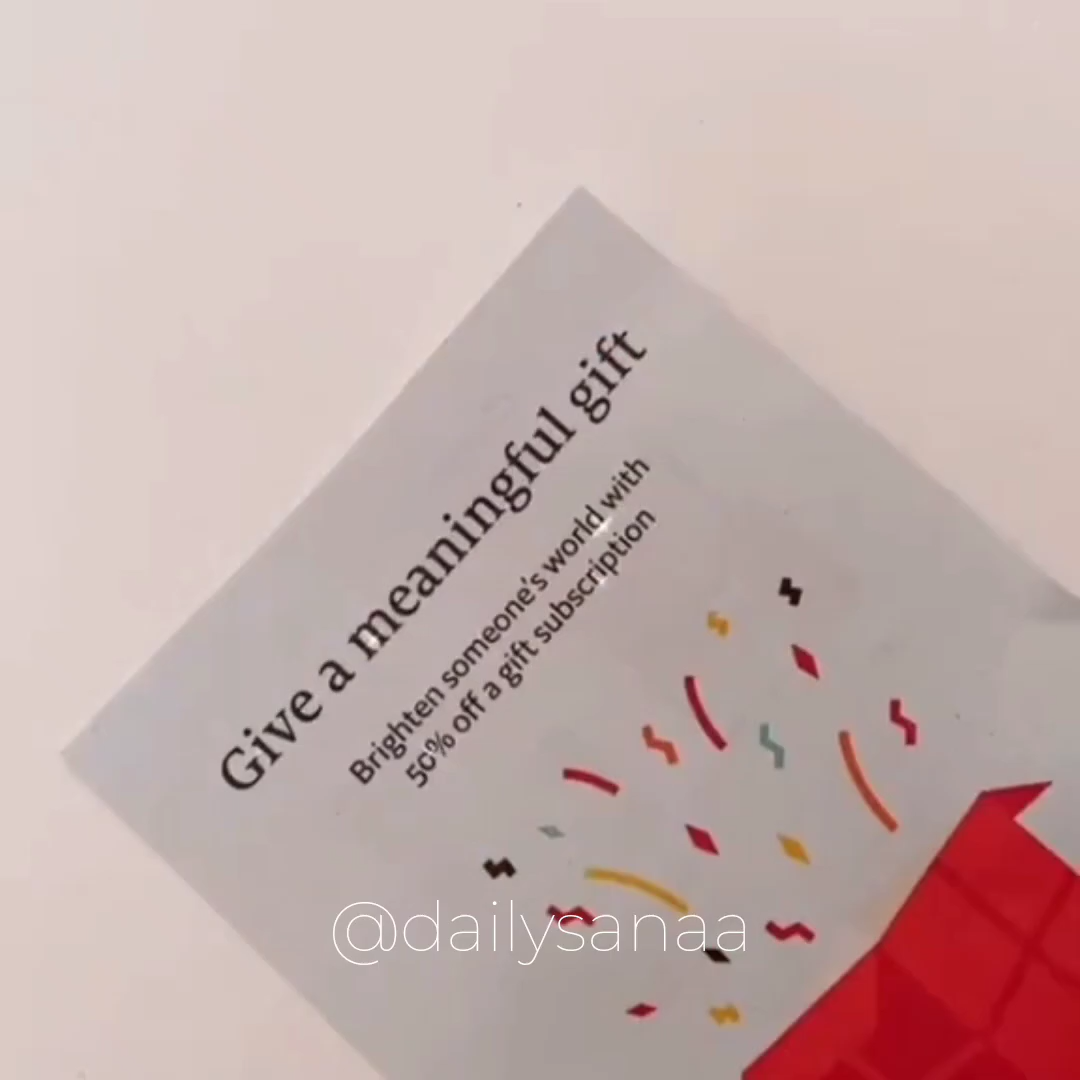 Give a meaningful gift
Brighten someone's world with
50% off a gift subscription
@dailysanaa